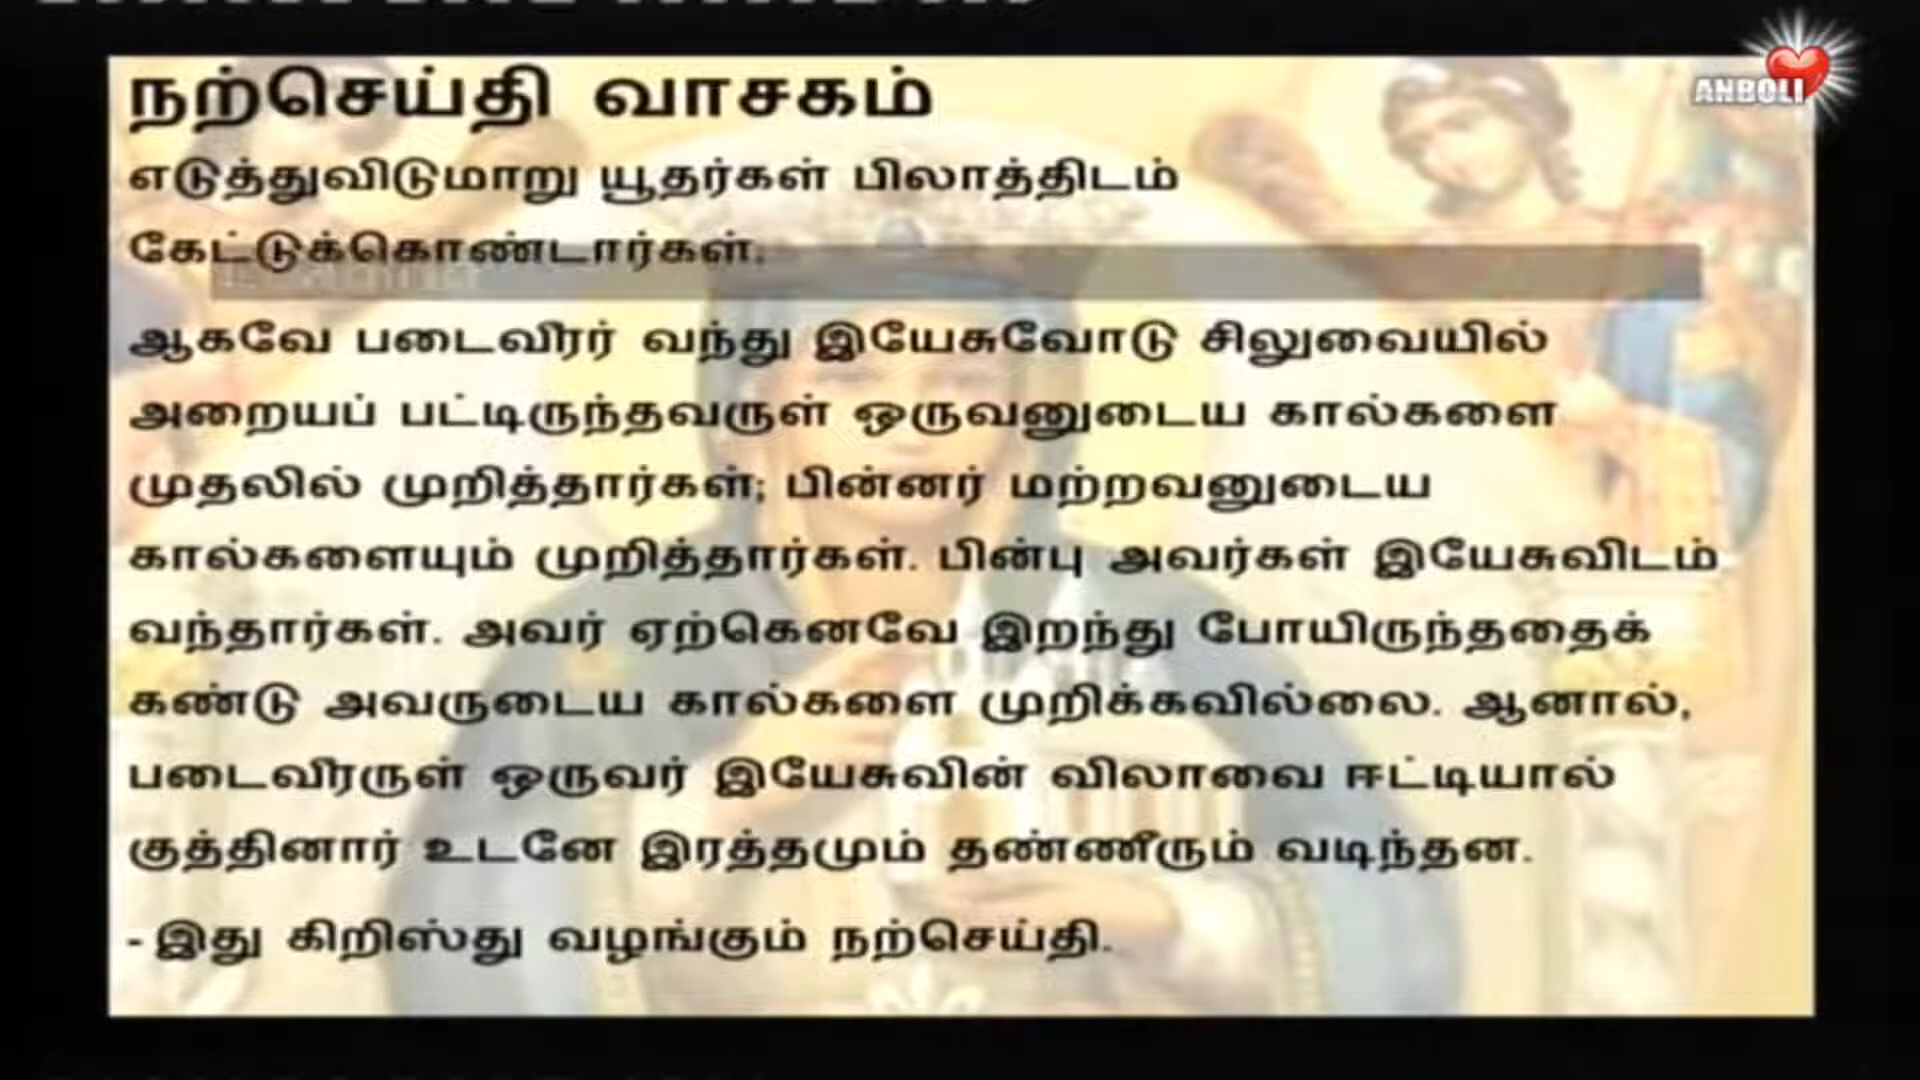 ANBOLI
நற்செய்தி வாசகம்
எடுத்துவிடுமாறு யூதர்கள் பிலாத்திடம்
கேட்டுக்கொண்டார்கள்.
ஆகவே படைவீரர் வந்து இயேசுவோடு சிலுவையில்
அறையப் பட்டிருந்தவருள் ஒருவனுடைய கால்களை
முதலில் முறித்தார்கள்; பின்னர் மற்றவனுடைய
கால்களையும் முறித்தார்கள். பின்பு அவர்கள் இயேசுவிடம்
வந்தார்கள். அவர் ஏற்கெனவே இறந்து போயிருந்ததைக்
கண்டு அவருடைய கால்களை முறிக்கவில்லை. ஆனால்,
படைவீரருள் ஒருவர் இயேசுவின் விலாவை ஈட்டியால்
குத்தினார் உடனே இரத்தமும் தண்ணீரும் வடிந்தன.
- இது கிறிஸ்து வழங்கும் நற்செய்தி.